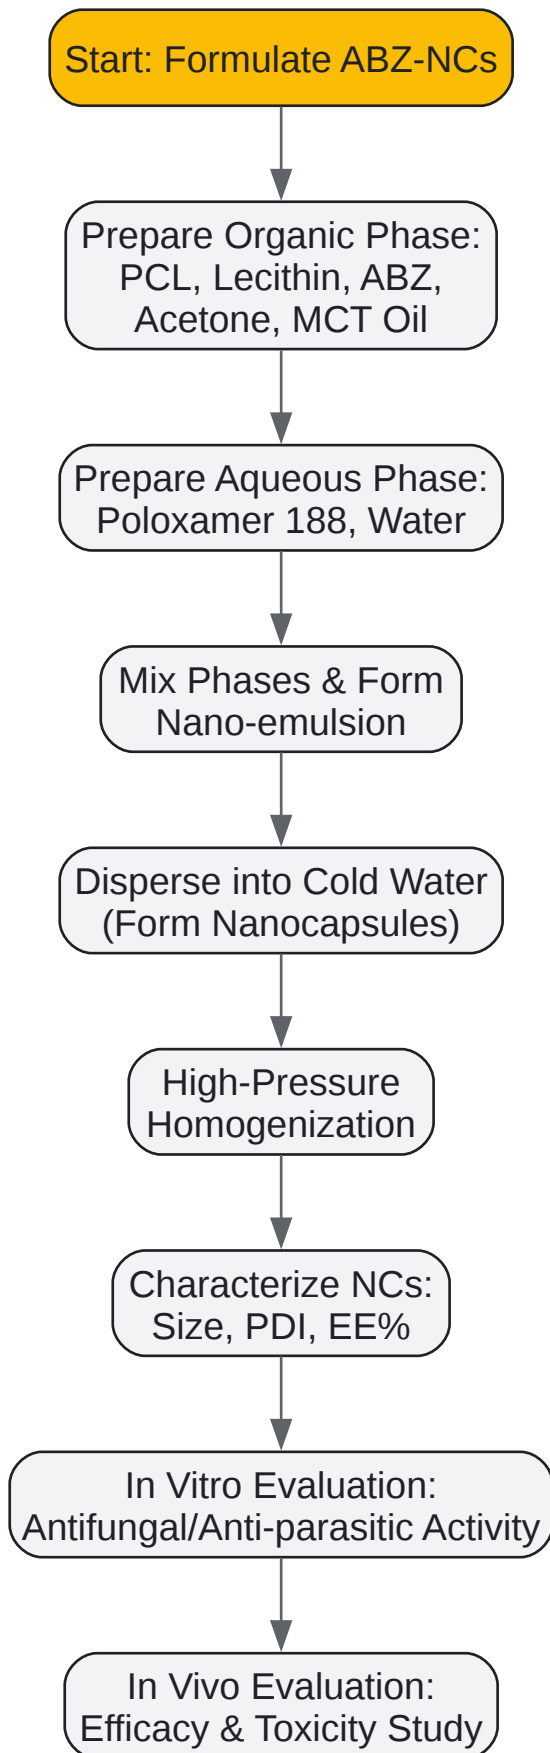 Start: Formulate ABZ-NCs
Prepare Organic Phase:
PCL, Lecithin, ABZ,
Acetone, MCT Oil
Prepare Aqueous Phase:
Poloxamer 188, Water
Mix Phases & Form
Nano-emulsion
Disperse into Cold Water
(Form Nanocapsules)
High-Pressure
Homogenization
Characterize NCs:
Size, PDI, EE%
In Vitro Evaluation:
Antifungal/Anti-parasitic Activity
In Vivo Evaluation:
Efficacy & Toxicity Study